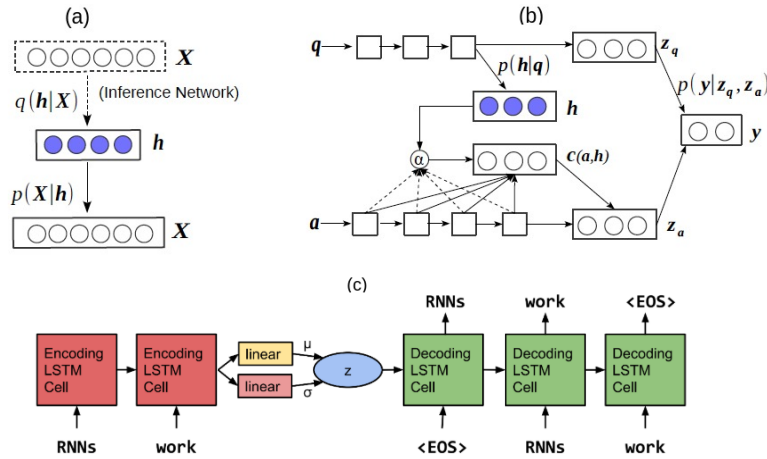 (a)
X
q(h|X)
(Inference Network)
h
p(X|h)
X
(b)
q
z_q
p(h|q)
p(y|z_q, z_a)
h
y
α
c(a,h)
a
z_a
(c)
RNNs work <EOS>
Encoding LSTM Cell
Encoding LSTM Cell
linear
μ
linear
σ
z
Decoding LSTM Cell
Decoding LSTM Cell
Decoding LSTM Cell
RNNs work <EOS> RNNs work